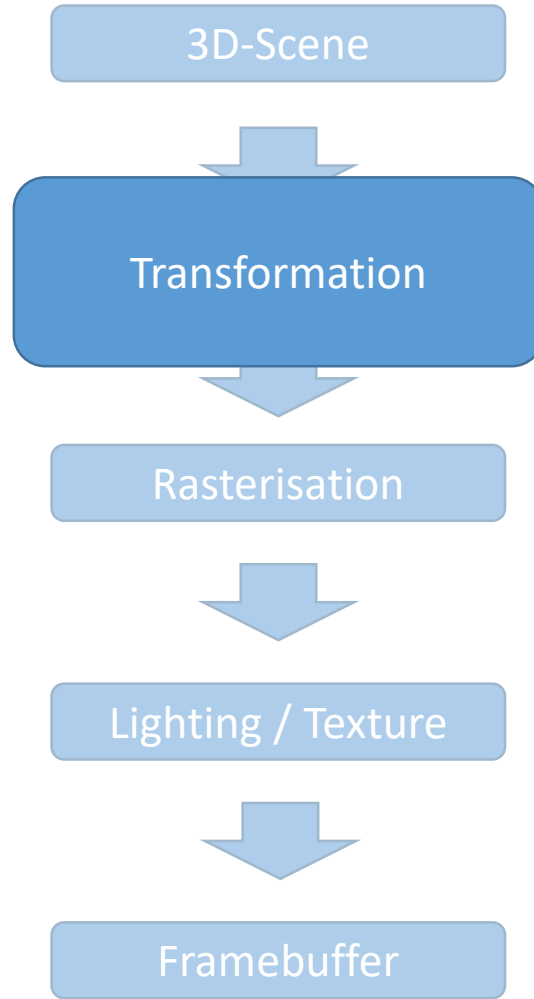 3D-Scene
Transformation
Rasterisation
Lighting / Texture
Framebuffer